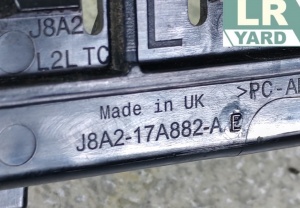 LR
YARD
J8A2
L2L TC
L
Made in UK
>PC-A
J8A2-17A882-A E